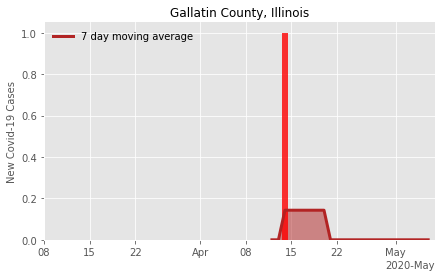 Gallatin County, Illinois
7 day moving average
New Covid-19 Cases
1.0
0.8
0.6
0.4
0.2
0.0
08 15 22 Apr 08 15 22 May
2020-May